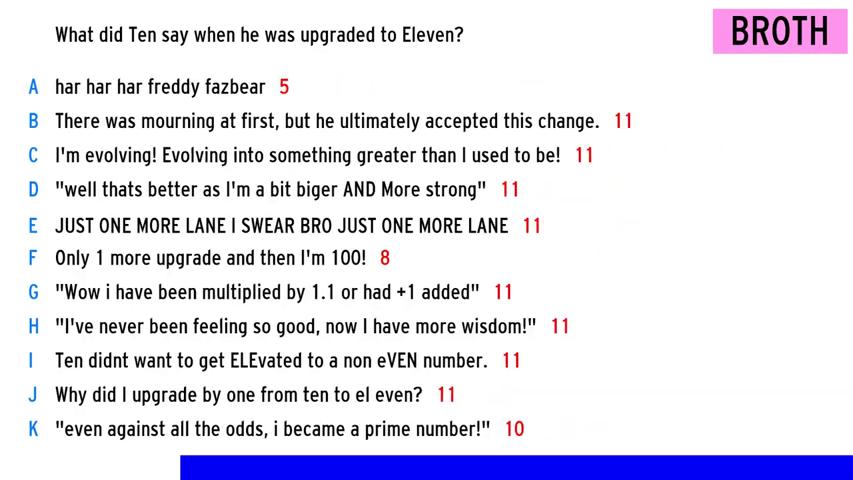 What did Ten say when he was upgraded to Eleven?
BROTH
A har har har freddy fazbear 5
B There was mourning at first, but he ultimately accepted this change. 11
C I'm evolving! Evolving into something greater than I used to be! 11
D "well thats better as I'm a bit biger AND More strong" 11
E JUST ONE MORE LANE I SWEAR BRO JUST ONE MORE LANE 11
F Only 1 more upgrade and then I'm 100! 8
G "Wow i have been multiplied by 1.1 or had +1 added" 11
H "I've never been feeling so good, now I have more wisdom!" 11
I Ten didnt want to get ELEvated to a non eVEN number. 11
J Why did I upgrade by one from ten to el even? 11
K "even against all the odds, i became a prime number!" 10